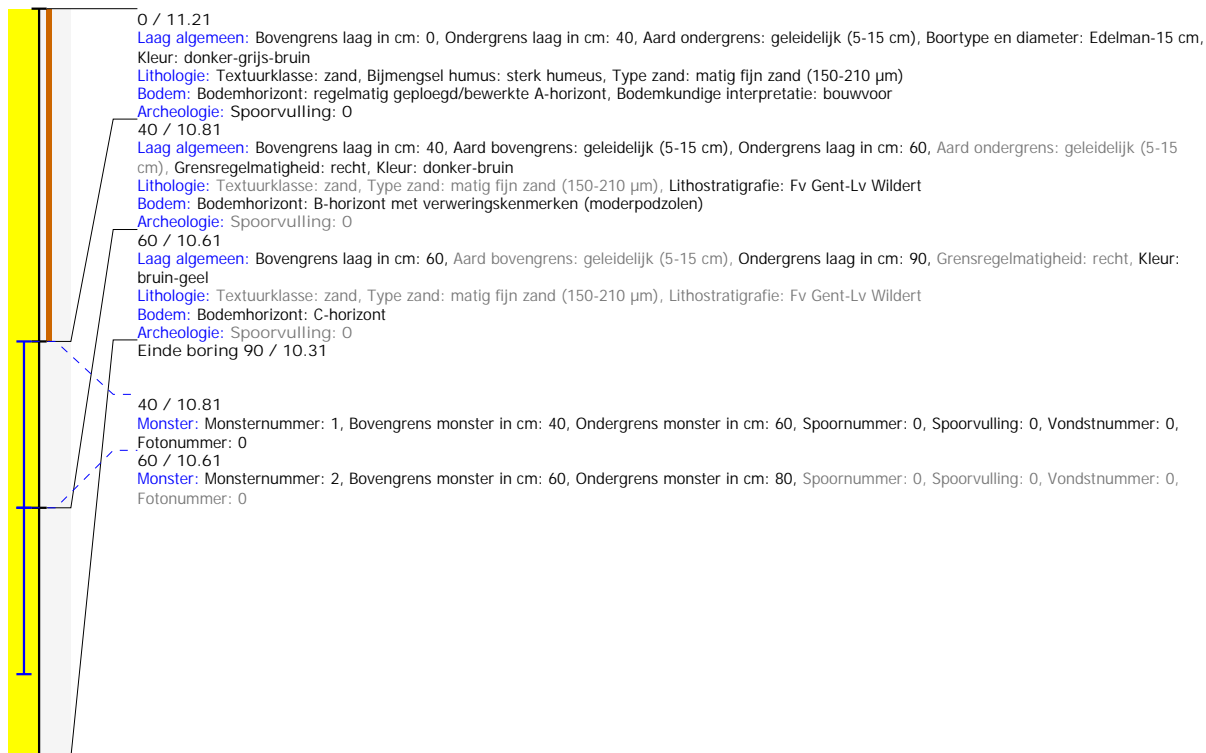 0 / 11.21
Laag algemeen: Bovengrens laag in cm: 0, Ondergrens laag in cm: 40, Aard ondergrens: geleidelijk (5-15 cm), Boortype en diameter: Edelman-15 cm,
Kleur: donker-grijs-bruin
Lithologie: Textuurklasse: zand, Bijmengsel humus: sterk humeus, Type zand: matig fijn zand (150-210 µm)
Bodem: Bodemhorizont: regelmatig geploegd/bewerkte A-horizont, Bodemkundige interpretatie: bouwvoor
Archeologie: Spoorvulling: 0
40 / 10.81
Laag algemeen: Bovengrens laag in cm: 40, Aard bovengrens: geleidelijk (5-15 cm), Ondergrens laag in cm: 60, Aard ondergrens: geleidelijk (5-15
cm), Grensregelmatigheid: recht, Kleur: donker-bruin
Lithologie: Textuurklasse: zand, Type zand: matig fijn zand (150-210 µm), Lithostratigrafie: Fv Gent-Lv Wildert
Bodem: Bodemhorizont: B-horizont met verweringskenmerken (moderpodzolen)
Archeologie: Spoorvulling: 0
60 / 10.61
Laag algemeen: Bovengrens laag in cm: 60, Aard bovengrens: geleidelijk (5-15 cm), Ondergrens laag in cm: 90, Grensregelmatigheid: recht, Kleur:
bruin-geel
Lithologie: Textuurklasse: zand, Type zand: matig fijn zand (150-210 µm), Lithostratigrafie: Fv Gent-Lv Wildert
Bodem: Bodemhorizont: C-horizont
Archeologie: Spoorvulling: 0
Einde boring 90 / 10.31
40 / 10.81
Monster: Monsternummer: 1, Bovengrens monster in cm: 40, Ondergrens monster in cm: 60, Spoornummer: 0, Spoorvulling: 0, Vondstnummer: 0,
Fotonummer: 0
60 / 10.61
Monster: Monsternummer: 2, Bovengrens monster in cm: 60, Ondergrens monster in cm: 80, Spoornummer: 0, Spoorvulling: 0, Vondstnummer: 0,
Fotonummer: 0